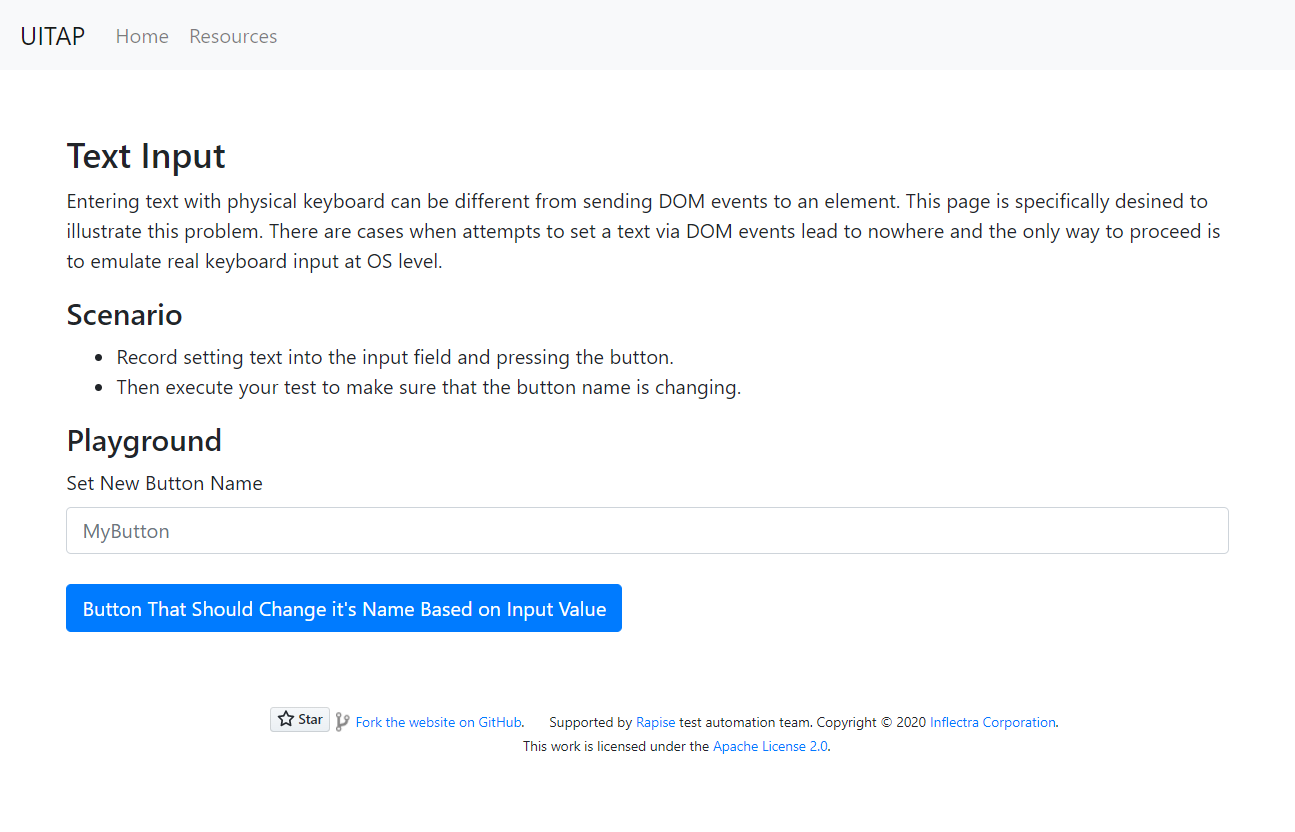 UITAP Home Resources
Text Input
Entering text with physical keyboard can be different from sending DOM events to an element. This page is specifically desined to
illustrate this problem. There are cases when attempts to set a text via DOM events lead to nowhere and the only way to proceed is
to emulate real keyboard input at OS level.
Scenario
• Record setting text into the input field and pressing the button.
• Then execute your test to make sure that the button name is changing.
Playground
Set New Button Name
MyButton
Button That Should Change it's Name Based on Input Value
Star Fork the website on GitHub. Supported by Rapise test automation team. Copyright © 2020 Inflectra Corporation.
This work is licensed under the Apache License 2.0.